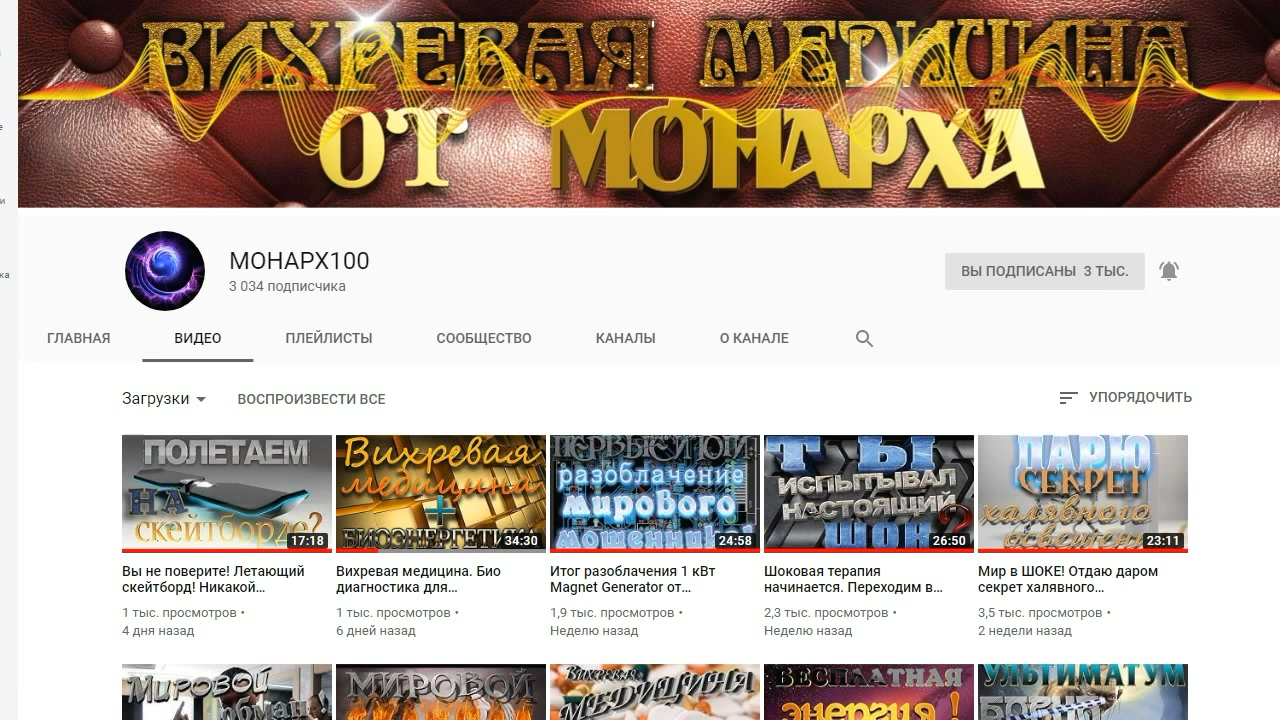 ВИХРЕВАЯ МЕДИЦИНА
ОТ МОНАРХА
МОНАРХ100
3 034 подписчика
ВЫ ПОДПИСАНЫ 3 ТЫС.
ГЛАВНАЯ ВИДЕО ПЛЕЙЛИСТЫ СООБЩЕСТВО КАНАЛЫ О КАНАЛЕ
Загрузки ВОСПРОИЗВЕСТИ ВСЕ УПОРЯДОЧИТЬ
ПОЛЕТАЕМ
НА
скейтборде?
17:18
Вихревая
медицина
+
БИОЭНЕРГЕТИКА
34:30
ПЕРВЫЕ ИТОГИ
разоблачение
мирового
24:58
ТЫ
ИСПЫТЫВАЛ
НАСТОЯЩИЙ
ШОК?
26:50
ДАРЮ
СЕКРЕТ
халявного
23:11
Вы не поверите! Летающий
скейтборд! Никакой...
1 тыс. просмотров •
4 дня назад
Вихревая медицина. Био
диагностика для...
1 тыс. просмотров •
6 дней назад
Итог разоблачения 1 кВт
Magnet Generator от...
1,9 тыс. просмотров •
Неделю назад
Шоковая терапия
начинается. Переходим в...
2,3 тыс. просмотров •
Неделю назад
Мир в ШОКЕ! Отдаю даром
секрет халявного...
3,5 тыс. просмотров •
2 недели назад
Мировой
обман!
МИРОВОЙ
Вихревая
МЕДИЦИНА
БЕСПЛАТНАЯ
энергия!
УЛЬТИМАТУМ